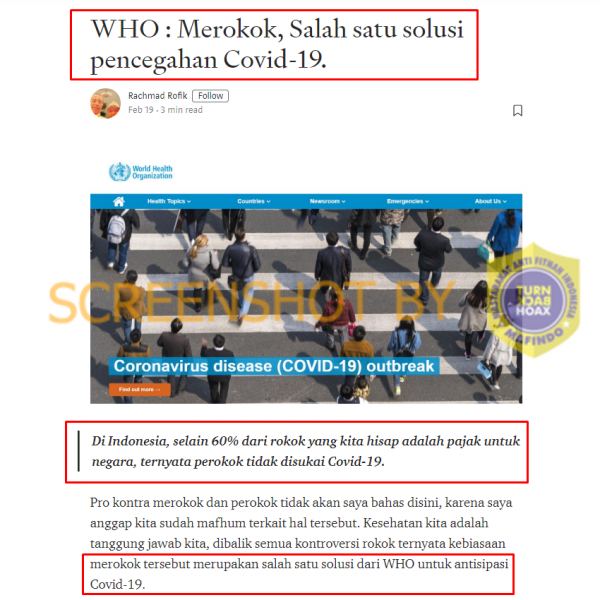 WHO : Merokok, Salah satu solusi
pencegahan Covid-19.
Rachmad Rofik Follow
Feb 19 · 3 min read
World Health
Organization
Health Topics Countries Newsroom Emergencies About Us
SCREENSHOT BY
MASYARAKAT ANTI FITNAH INDONESIA
TURN
BACK
HOAX
MAFINDO
Coronavirus disease (COVID-19) outbreak
Find out more
Di Indonesia, selain 60% dari rokok yang kita hisap adalah pajak untuk
negara, ternyata perokok tidak disukai Covid-19.
Pro kontra merokok dan perokok tidak akan saya bahas disini, karena saya
anggap kita sudah mafhum terkait hal tersebut. Kesehatan kita adalah
tanggung jawab kita, dibalik semua kontroversi rokok ternyata kebiasaan
merokok tersebut merupakan salah satu solusi dari WHO untuk antisipasi
Covid-19.